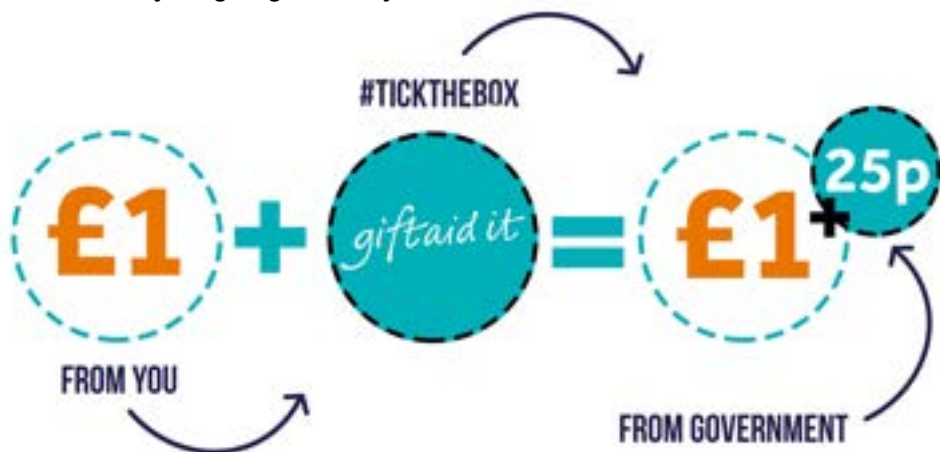 #TICKTHEBOX
£1 + giftaid it = £1 + 25p
FROM YOU
FROM GOVERNMENT